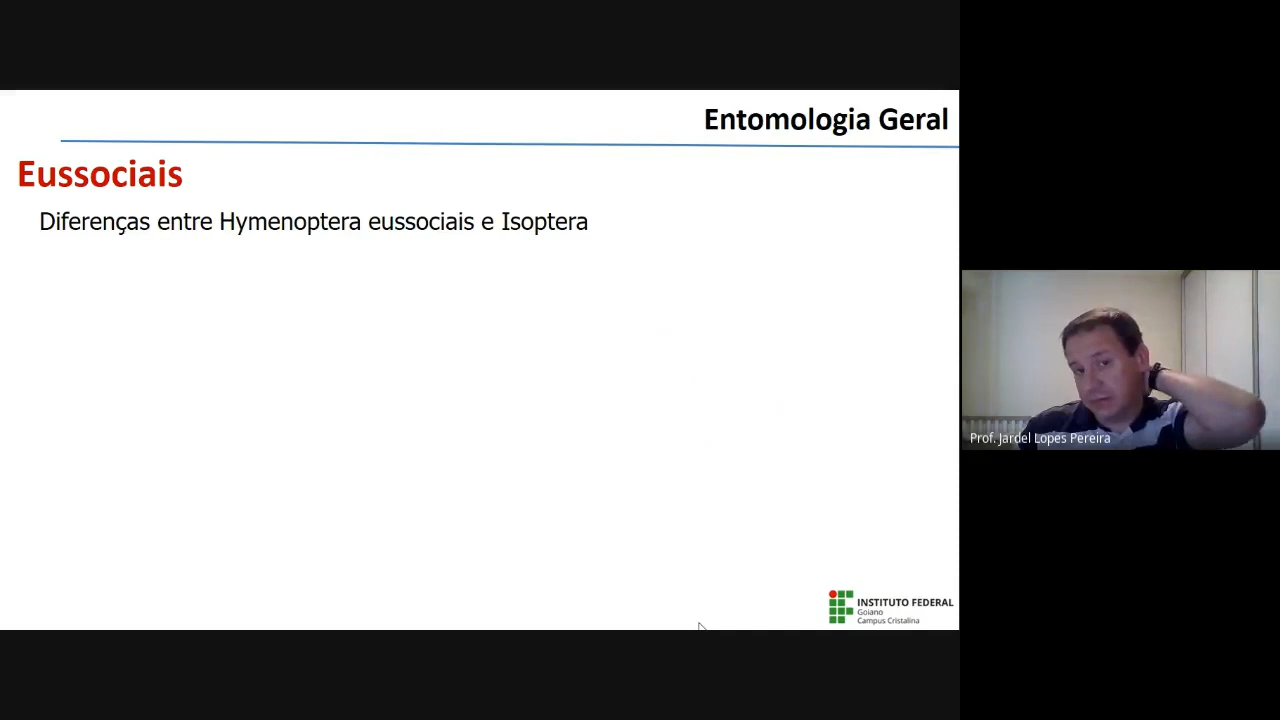 Entomologia Geral
Eussociais
Diferenças entre Hymenoptera eussociais e Isoptera
Prof. Jardel Lopes Pereira
INSTITUTO FEDERAL
Goiano
Campus Cristalina